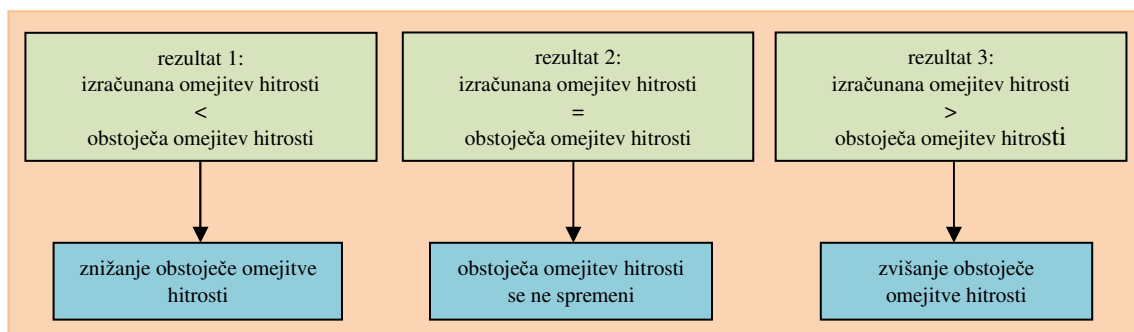 rezultat 1:
izračunana omejitev hitrosti
<
obstoječa omejitev hitrosti
rezultat 2:
izračunana omejitev hitrosti
=
obstoječa omejitev hitrosti
rezultat 3:
izračunana omejitev hitrosti
>
obstoječa omejitev hitrosti
znižanje obstoječe omejitve
hitrosti
obstoječa omejitev hitrosti
se ne spremeni
zvišanje obstoječe
omejitve hitrosti